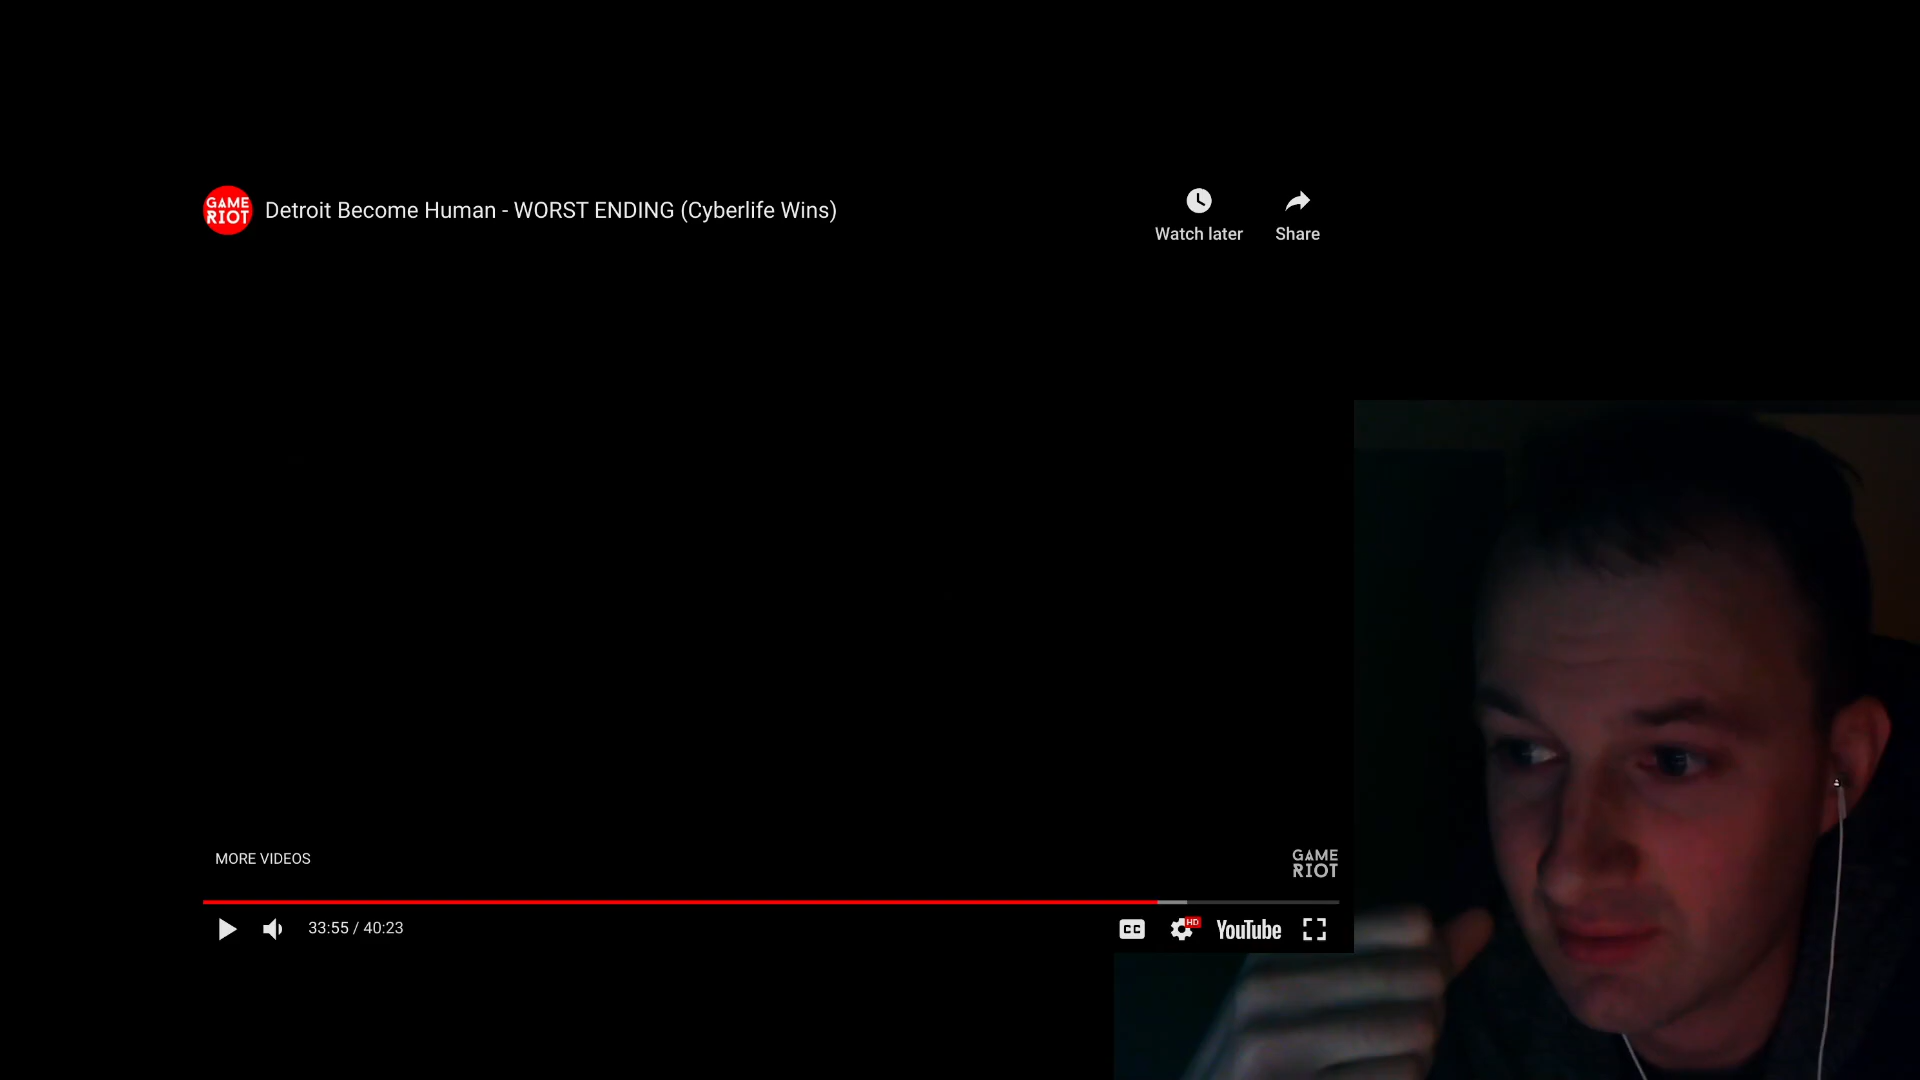 GAME
RIOT
Detroit Become Human - WORST ENDING (Cyberlife Wins)
Watch later
Share
MORE VIDEOS
GAME
RIOT
33:55 / 40:23
CC
HD
YouTube